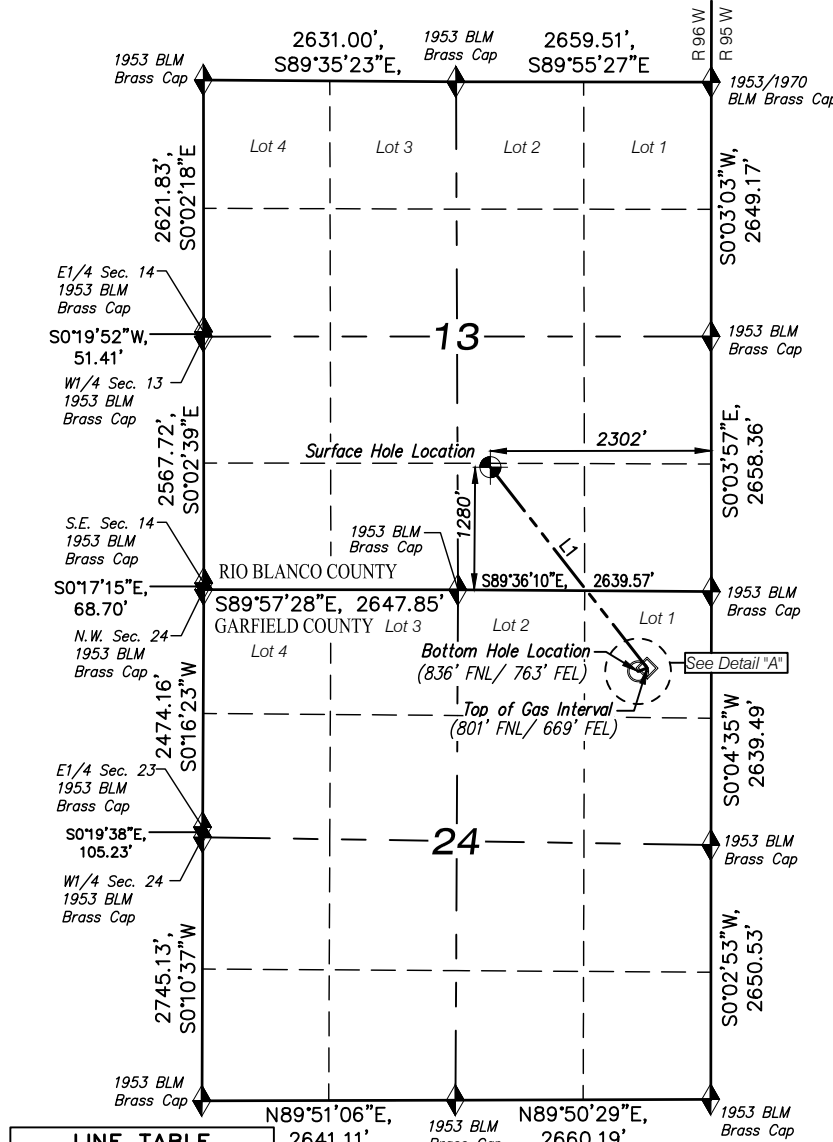 R 96 W
R 95 W
1953 BLM
Brass Cap
2631.00',
S89°35'23"E,
1953 BLM
Brass Cap
2659.51',
S89°55'27"E
1953/1970
BLM Brass Cap
Lot 4
Lot 3
Lot 2
Lot 1
2621.83',
S0°02'18"E
S0°03'03"W,
2649.17'
E1/4 Sec. 14
1953 BLM
Brass Cap
S0°19'52"W,
51.41'
W1/4 Sec. 13
1953 BLM
Brass Cap
13
1953 BLM
Brass Cap
2567.72',
S0°02'39"E
Surface Hole Location
2302'
S0°03'57"E,
2658.36'
1280'
L1
S.E. Sec. 14
1953 BLM
Brass Cap
1953 BLM
Brass Cap
RIO BLANCO COUNTY
S89°36'10"E, 2639.57'
1953 BLM
Brass Cap
S0°17'15"E,
68.70'
S89°57'28"E, 2647.85'
GARFIELD COUNTY
N.W. Sec. 24
1953 BLM
Brass Cap
Lot 4
Lot 3
Lot 2
Lot 1
Bottom Hole Location
(836' FNL/ 763' FEL)
See Detail "A"
Top of Gas Interval
(801' FNL/ 669' FEL)
2474.16'
S0°16'23"W
S0°04'35"W
2639.49'
E1/4 Sec. 23
1953 BLM
Brass Cap
S0°19'38"E,
105.23'
W1/4 Sec. 24
1953 BLM
Brass Cap
24
1953 BLM
Brass Cap
2745.13',
S0°10'37"W
S0°02'53"W,
2650.53'
1953 BLM
Brass Cap
N89°51'06"E,
2641.11'
1953 BLM
Brass Cap
N89°50'29"E,
2660.19'
1953 BLM
Brass Cap
LINE TABLE